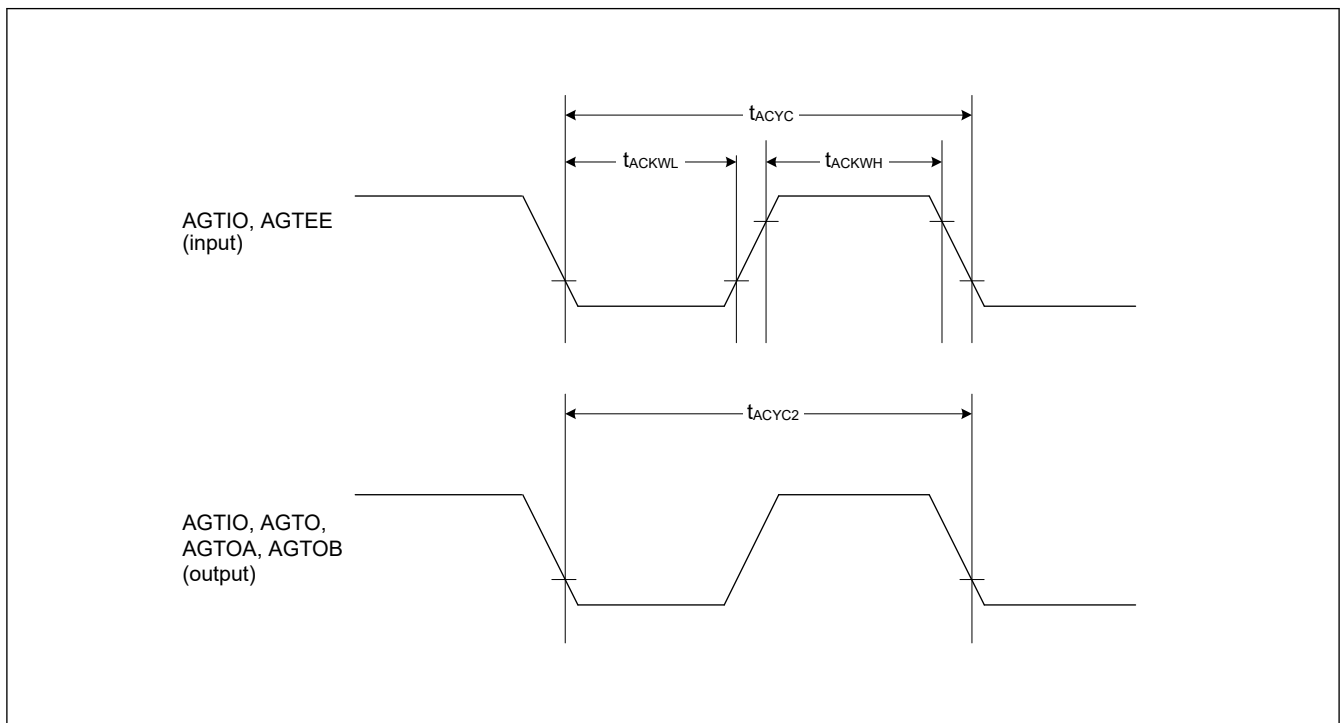 tACYC
tACKWL
tACKWH
AGTIO, AGTEE
(input)
tACYC2
AGTIO, AGTO,
AGTOA, AGTOB
(output)